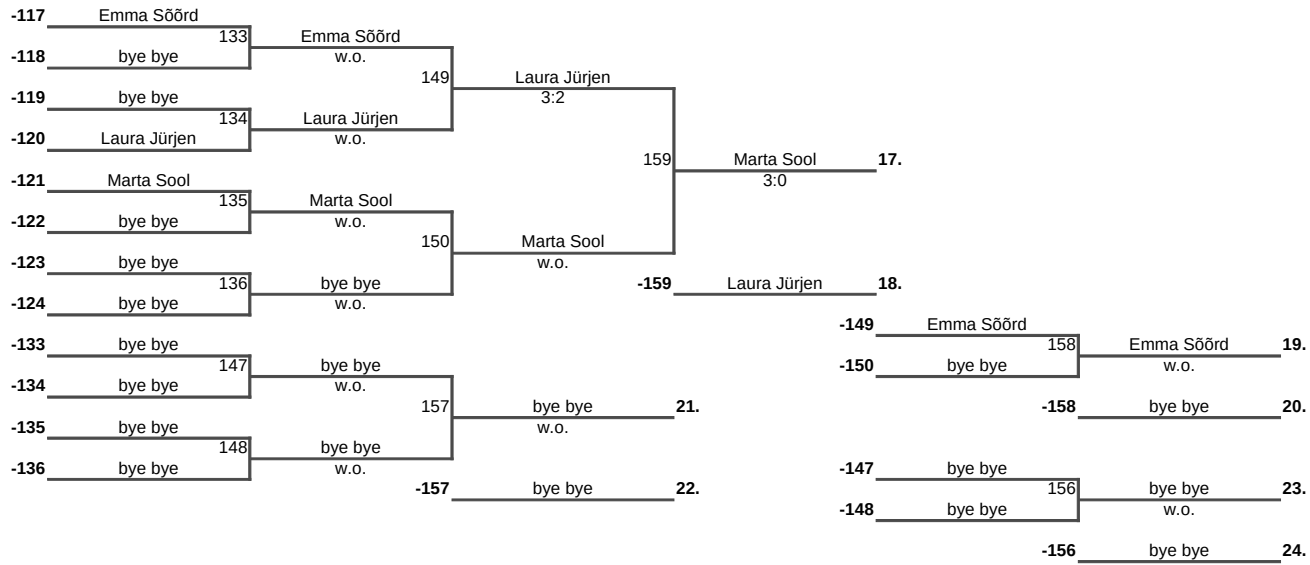 -117 Emma Sõõrd
133 Emma Sõõrd
-118 bye bye w.o.
149 Laura Jürjen
-119 bye bye 3:2
134 Laura Jürjen
-120 Laura Jürjen w.o.
159 Marta Sool 17.
-121 Marta Sool 3:0
135 Marta Sool
-122 bye bye w.o.
150 Marta Sool
-123 bye bye w.o.
136 bye bye -159 Laura Jürjen 18.
-124 bye bye w.o.
-149 Emma Sõõrd
-133 bye bye 158 Emma Sõõrd 19.
147 bye bye -150 bye bye w.o.
-134 bye bye w.o.
157 bye bye 21. -158 bye bye 20.
-135 bye bye w.o.
148 bye bye
-136 bye bye w.o. -147 bye bye
-157 bye bye 22. 156 bye bye 23.
-148 bye bye w.o.
-156 bye bye 24.